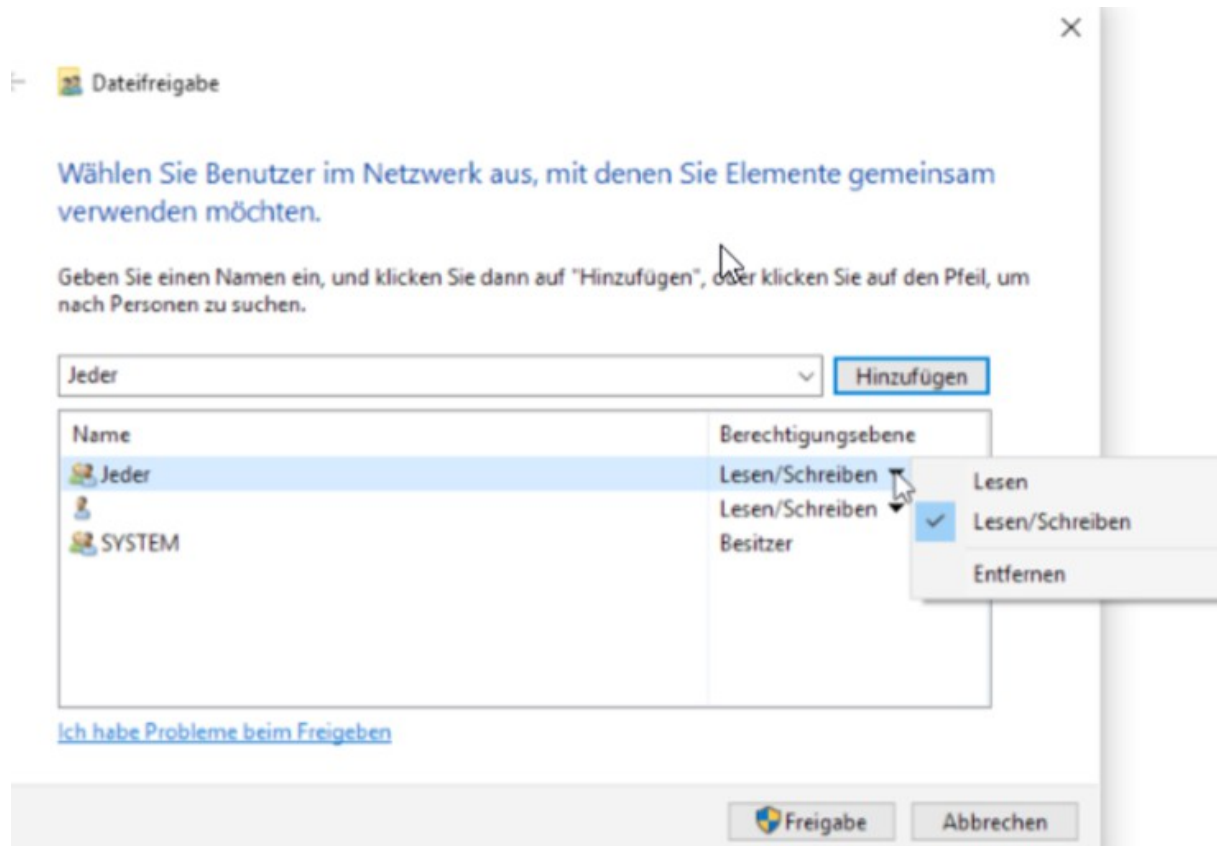 Dateifreigabe
Wählen Sie Benutzer im Netzwerk aus, mit denen Sie Elemente gemeinsam
verwenden möchten.
Geben Sie einen Namen ein, und klicken Sie dann auf "Hinzufügen", oder klicken Sie auf den Pfeil, um
nach Personen zu suchen.
Jeder
Hinzufügen
Name Berechtigungsebene
Jeder Lesen/Schreiben
Lesen/Schreiben
SYSTEM Besitzer
Lesen
Lesen/Schreiben
Entfernen
Ich habe Probleme beim Freigeben
Freigabe Abbrechen